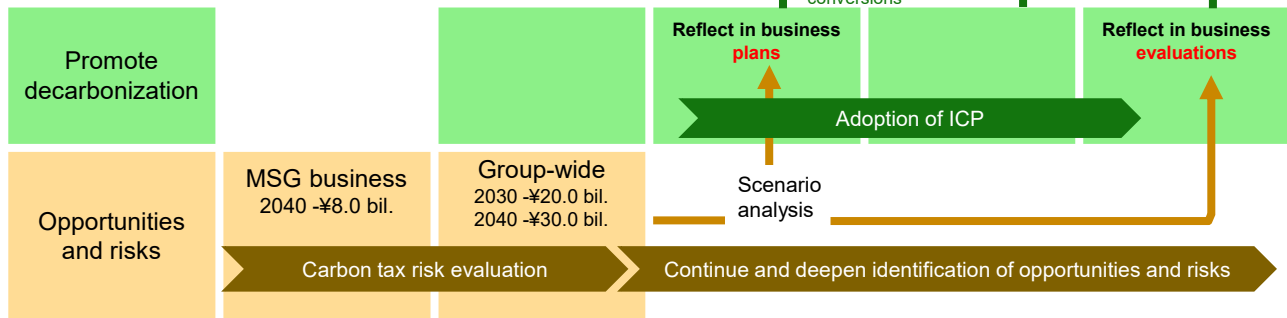 conversions
Promote
decarbonization
Reflect in business
plans
Reflect in business
evaluations
Adoption of ICP
Opportunities
and risks
MSG business
2040 -¥8.0 bil.
Group-wide
2030 -¥20.0 bil.
2040 -¥30.0 bil.
Scenario
analysis
Carbon tax risk evaluation
Continue and deepen identification of opportunities and risks